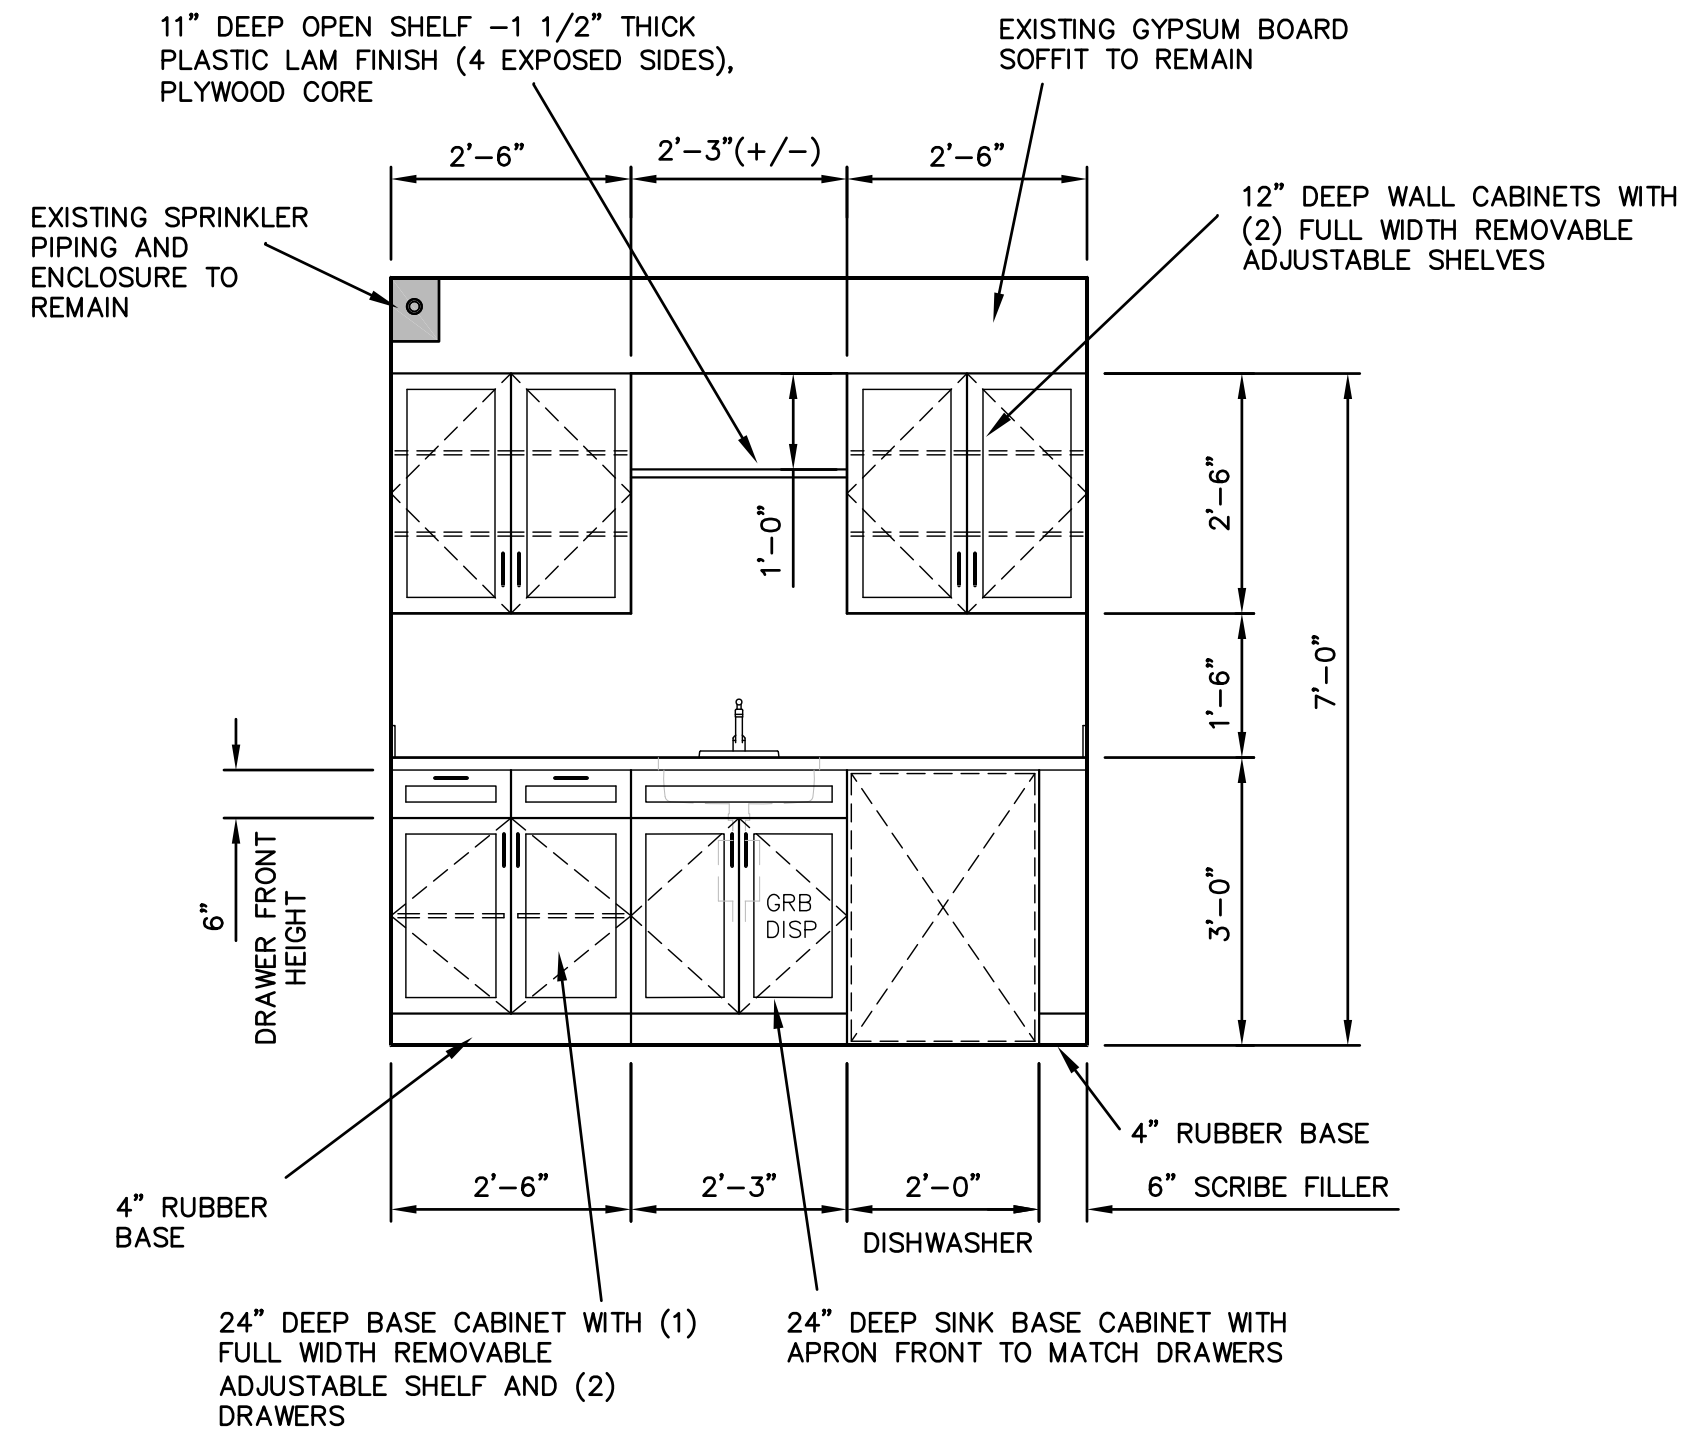 11” DEEP OPEN SHELF –1 1/2” THICK
PLASTIC LAM FINISH (4 EXPOSED SIDES),
PLYWOOD CORE
EXISTING GYPSUM BOARD
SOFFIT TO REMAIN
2’–6”
2’–3”(+/–)
2’–6”
12” DEEP WALL CABINETS WITH
(2) FULL WIDTH REMOVABLE
ADJUSTABLE SHELVES
EXISTING SPRINKLER
PIPING AND
ENCLOSURE TO
REMAIN
1’–0”
2’–6”
1’–6”
7’–0”
3’–0”
6”
DRAWER FRONT
HEIGHT
GRB
DISP
4” RUBBER BASE
2’–6”
2’–3”
2’–0”
6” SCRIBE FILLER
DISHWASHER
4” RUBBER
BASE
24” DEEP BASE CABINET WITH (1)
FULL WIDTH REMOVABLE
ADJUSTABLE SHELF AND (2)
DRAWERS
24” DEEP SINK BASE CABINET WITH
APRON FRONT TO MATCH DRAWERS